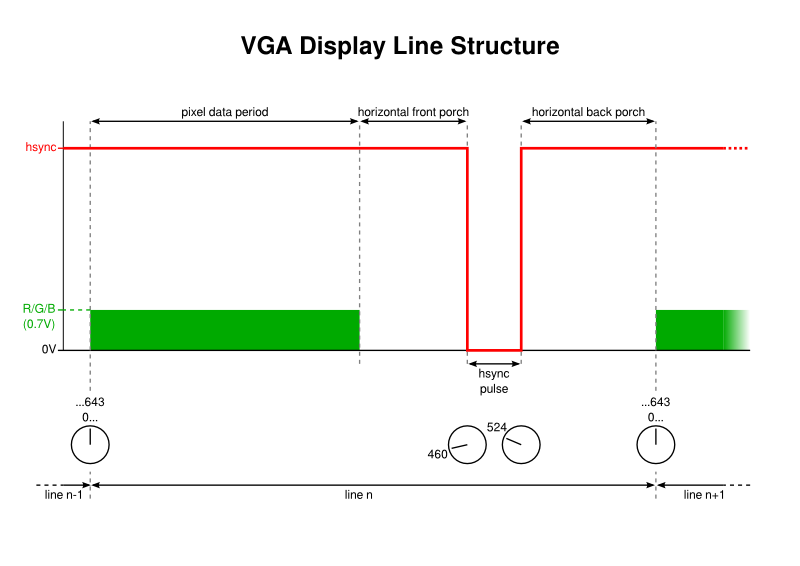 VGA Display Line Structure
pixel data period
horizontal front porch
horizontal back porch
hsync
R/G/B
(0.7V)
0V
hsync
pulse
...643
0...
...643
0...
524
460
line n-1
line n
line n+1